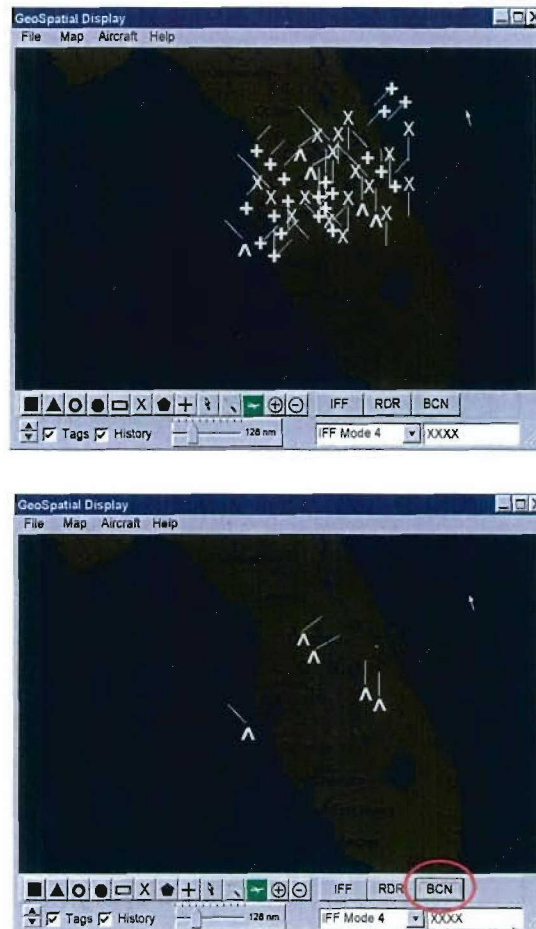 GeoSpatial Display
File Map Aircraft Help
IFF RDR BCN
Tags History 128 nm IFF Mode 4 XXXX
GeoSpatial Display
File Map Aircraft Help
IFF RDR BCN
Tags History 128 nm IFF Mode 4 XXXX